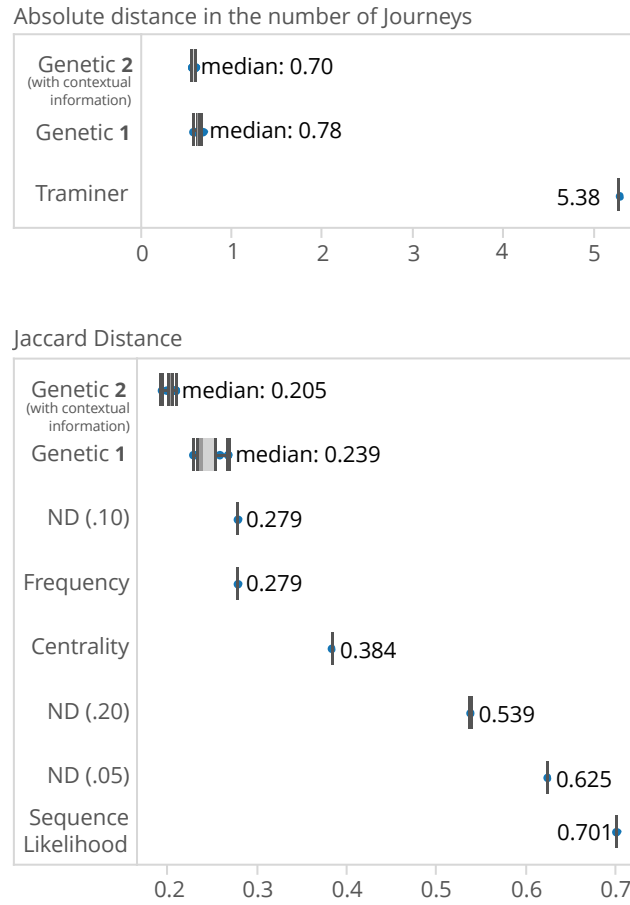 Absolute distance in the number of Journeys
Genetic 2
(with contextual
information)
median: 0.70
Genetic 1
median: 0.78
Traminer
5.38
0 1 2 3 4 5
Jaccard Distance
Genetic 2
(with contextual
information)
median: 0.205
Genetic 1
median: 0.239
ND (.10)
0.279
Frequency
0.279
Centrality
0.384
ND (.20)
0.539
ND (.05)
0.625
Sequence
Likelihood
0.701
0.2 0.3 0.4 0.5 0.6 0.7